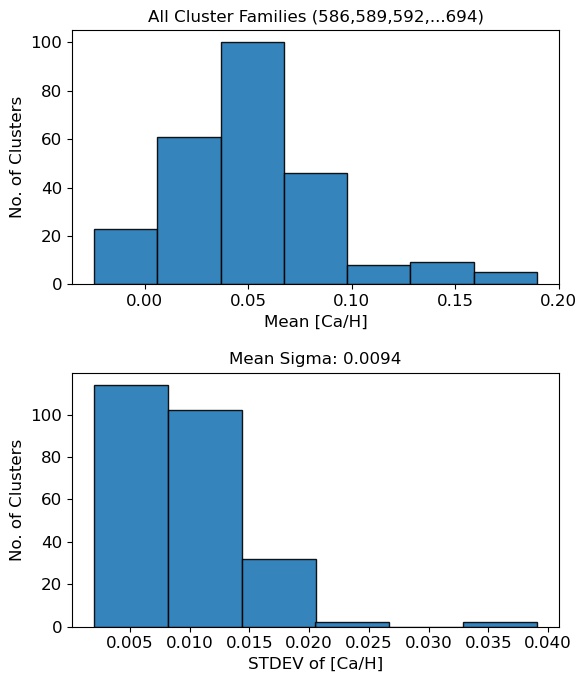 All Cluster Families (586,589,592,...694)
100
80
60
40
20
0
No. of Clusters
0.00 0.05 0.10 0.15 0.20
Mean [Ca/H]
Mean Sigma: 0.0094
100
80
60
40
20
0
No. of Clusters
0.005 0.010 0.015 0.020 0.025 0.030 0.035 0.040
STDEV of [Ca/H]